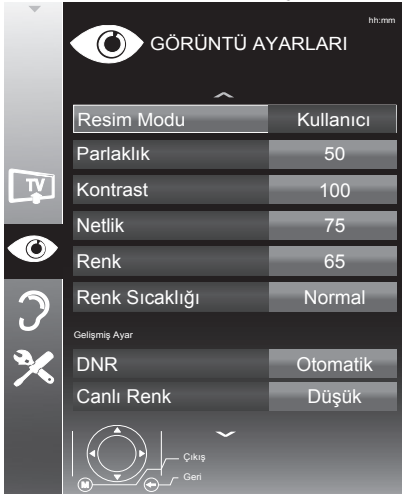 hh:mm
GÖRÜNTÜ AYARLARI
Resim Modu Kullanıcı
Parlaklık 50
Kontrast 100
TV
Netlik 75
Renk 65
Renk Sıcaklığı Normal
Gelişmiş Ayar
DNR Otomatik
Canlı Renk Düşük
Çıkış
M Geri